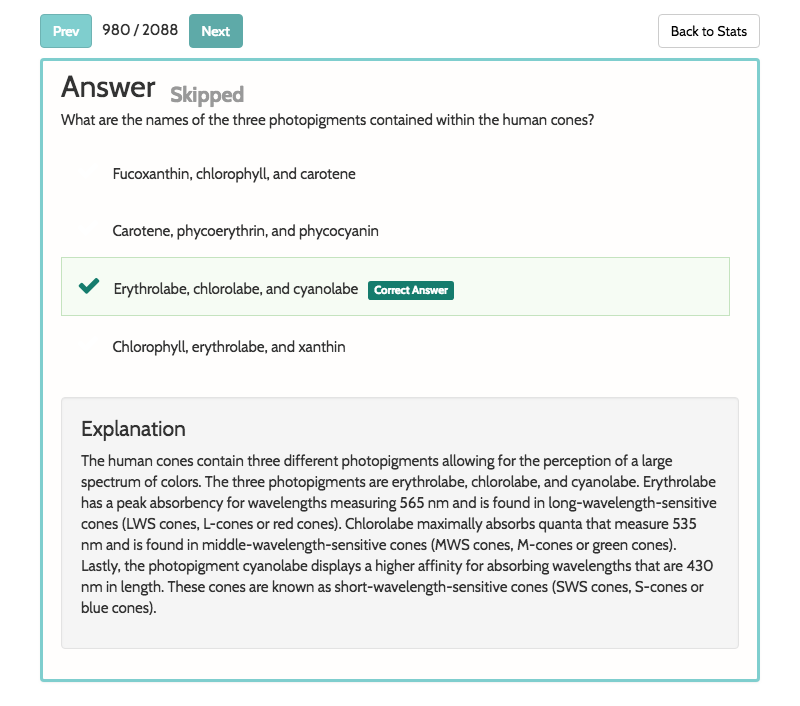 Prev 980 / 2088 Next Back to Stats
Answer Skipped
What are the names of the three photopigments contained within the human cones?
Fucoxanthin, chlorophyll, and carotene
Carotene, phycoerythrin, and phycocyanin
Erythrolabe, chlorolabe, and cyanolabe Correct Answer
Chlorophyll, erythrolabe, and xanthin
Explanation
The human cones contain three different photopigments allowing for the perception of a large
spectrum of colors. The three photopigments are erythrolabe, chlorolabe, and cyanolabe. Erythrolabe
has a peak absorbency for wavelengths measuring 565 nm and is found in long-wavelength-sensitive
cones (LWS cones, L-cones or red cones). Chlorolabe maximally absorbs quanta that measure 535
nm and is found in middle-wavelength-sensitive cones (MWS cones, M-cones or green cones).
Lastly, the photopigment cyanolabe displays a higher affinity for absorbing wavelengths that are 430
nm in length. These cones are known as short-wavelength-sensitive cones (SWS cones, S-cones or
blue cones).